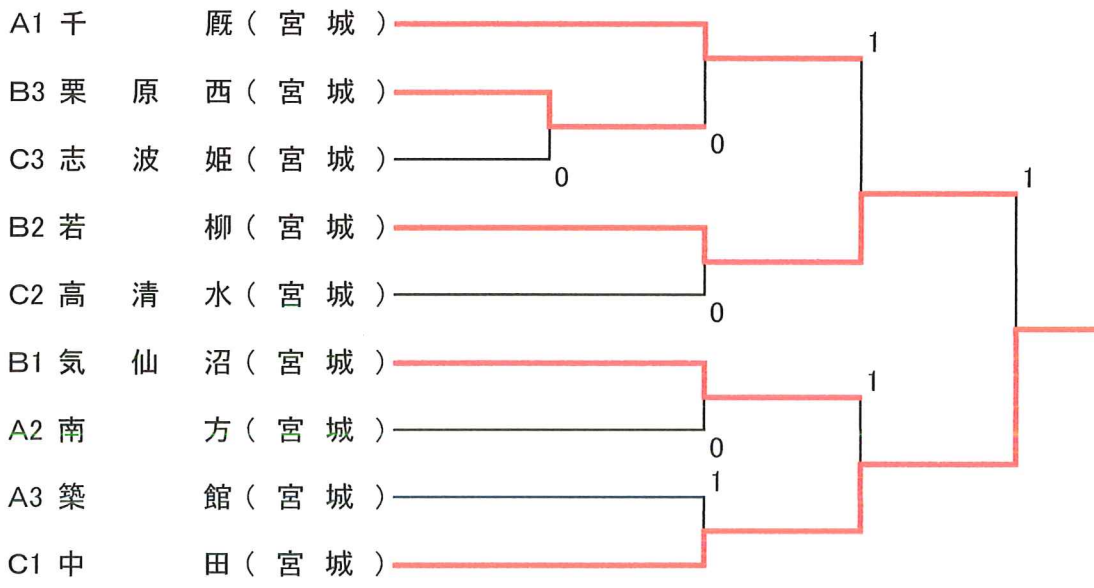 A1 千 厩 ( 宮 城 )
1
B3 栗 原 西 ( 宮 城 )
0
C3 志 波 姫 ( 宮 城 )
0
1
B2 若 柳 ( 宮 城 )
C2 高 清 水 ( 宮 城 )
0
B1 気 仙 沼 ( 宮 城 )
1
A2 南 方 ( 宮 城 )
0
A3 築 館 ( 宮 城 )
1
C1 中 田 ( 宮 城 )